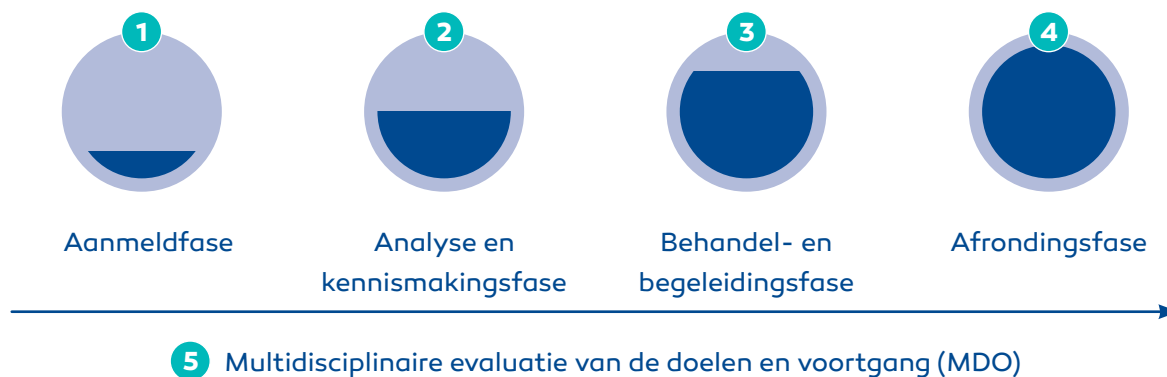 1
2
3
4
Aanmeldfase
Analyse en
kennismakingsfase
Behandel- en
begeleidingsfase
Afrondingsfase
5 Multidisciplinaire evaluatie van de doelen en voortgang (MDO)